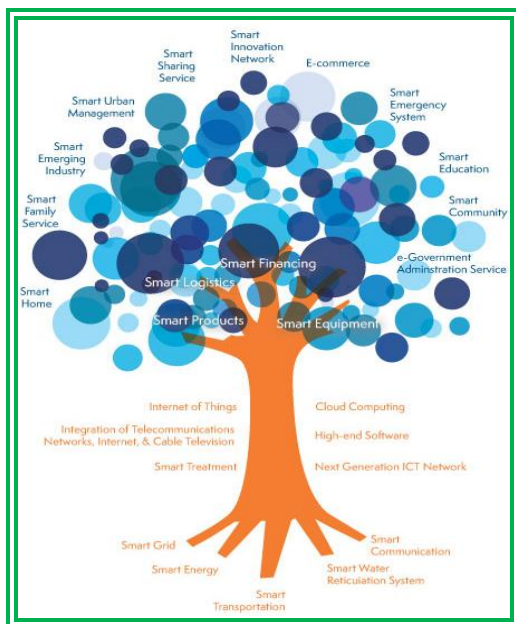 Smart
Innovation
Network
Smart
Sharing
Service
E-commerce
Smart Urban
Management
Smart
Emergency
System
Smart
Emerging
Industry
Smart
Education
Smart
Family
Service
Smart
Community
Smart Financing
e-Government
Adminstration Service
Smart Logistics
Smart
Home
Smart Products
Smart Equipment
Internet of Things
Cloud Computing
Integration of Telecommunications
Networks, Internet, & Cable Television
High-end Software
Smart Treatment
Next Generation ICT Network
Smart Grid
Smart
Communication
Smart Energy
Smart Water
Reticulation System
Smart
Transportation